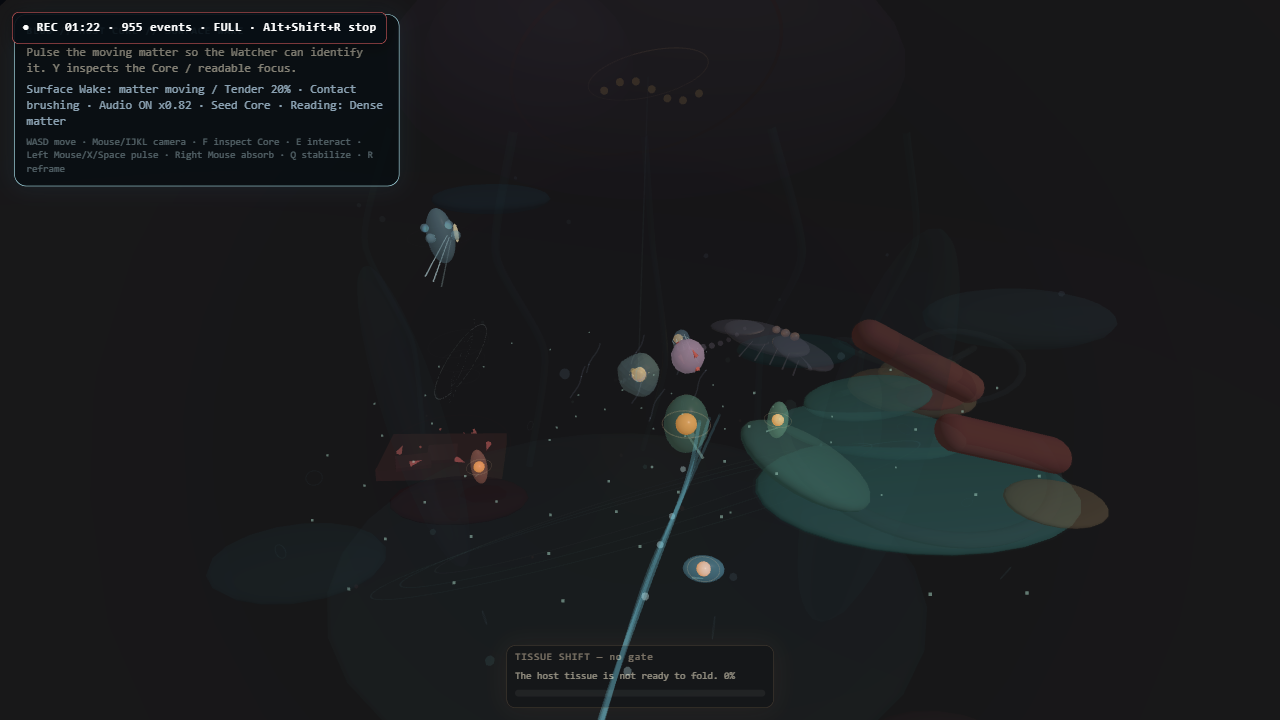 ● REC 01:22 · 955 events · FULL · Alt+Shift+R stop
Pulse the moving matter so the Watcher can identify
it. Y inspects the Core / readable focus.
Surface Wake: matter moving / Tender 20% · Contact
brushing · Audio ON x0.82 · Seed Core · Reading: Dense
matter
WASD move · Mouse/IJKL camera · F inspect Core · E interact ·
Left Mouse/X/Space pulse · Right Mouse absorb · Q stabilize · R
reframe
TISSUE SHIFT — no gate
The host tissue is not ready to fold. 0%